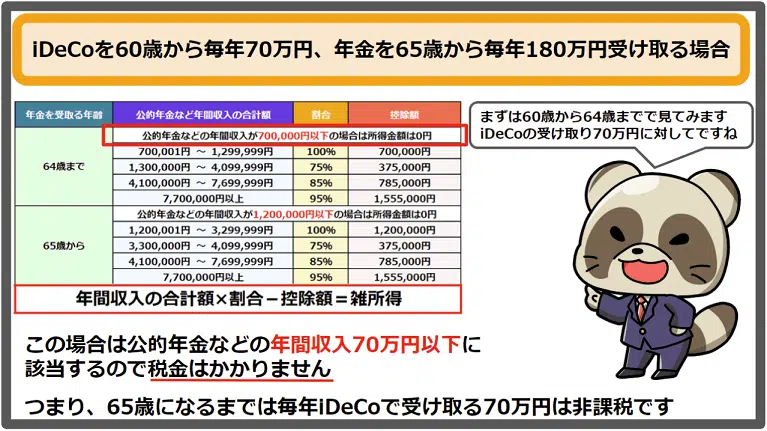 iDeCoを60歳から毎年70万円、年金を65歳から毎年180万円受け取る場合
まずは60歳から64歳までで見てみます
iDeCoの受け取り70万円に対してですね
年金を受取る年齢 公的年金など年間収入の合計額 割合 控除額
64歳まで
公的年金などの年間収入が700,000円以下の場合は所得金額は0円
700,001円 ～ 1,299,999円 100% 700,000円
1,300,000円 ～ 4,099,999円 75% 375,000円
4,100,000円 ～ 7,699,999円 85% 785,000円
7,700,000円以上 95% 1,555,000円
65歳から
公的年金などの年間収入が1,200,000円以下の場合は所得金額は0円
1,200,001円 ～ 3,299,999円 100% 1,200,000円
3,300,000円 ～ 4,099,999円 75% 375,000円
4,100,000円 ～ 7,699,999円 85% 785,000円
7,700,000円以上 95% 1,555,000円
年間収入の合計額×割合－控除額＝雑所得
この場合は公的年金などの年間収入70万円以下に
該当するので税金はかかりません
つまり、65歳になるまでは毎年iDeCoで受け取る70万円は非課税です